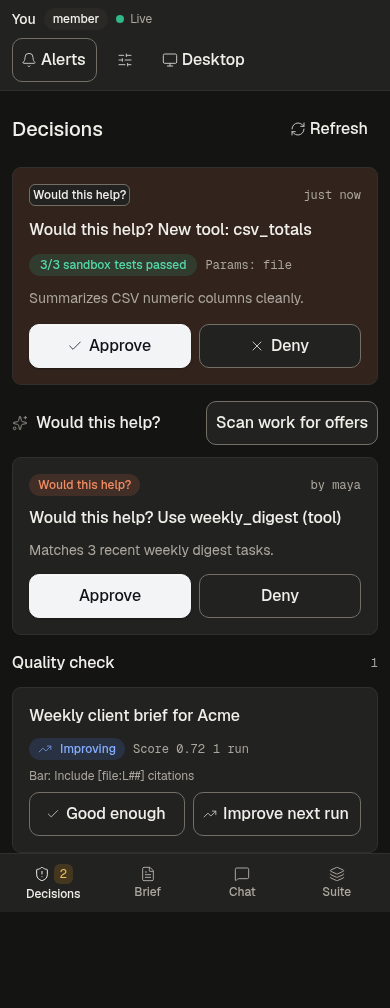 You member Live
Alerts Desktop
Decisions Refresh
Would this help? just now
Would this help? New tool: csv_totals
3/3 sandbox tests passed Params: file
Summarizes CSV numeric columns cleanly.
Approve Deny
Would this help? Scan work for offers
Would this help? by maya
Would this help? Use weekly_digest (tool)
Matches 3 recent weekly digest tasks.
Approve Deny
Quality check 1
Weekly client brief for Acme
Improving Score 0.72 1 run
Bar: Include [file:L##] citations
Good enough Improve next run
2
Decisions Brief Chat Suite